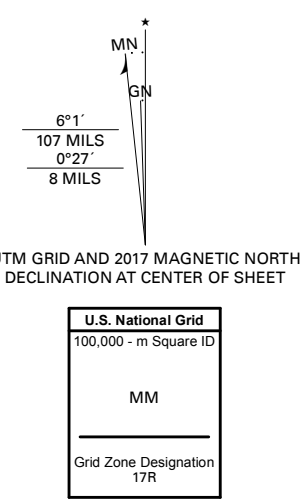 ★
MN
GN
6°1´
107 MILS
0°27´
8 MILS
UTM GRID AND 2017 MAGNETIC NORTH
DECLINATION AT CENTER OF SHEET
U.S. National Grid
100,000 - m Square ID
MM
Grid Zone Designation
17R